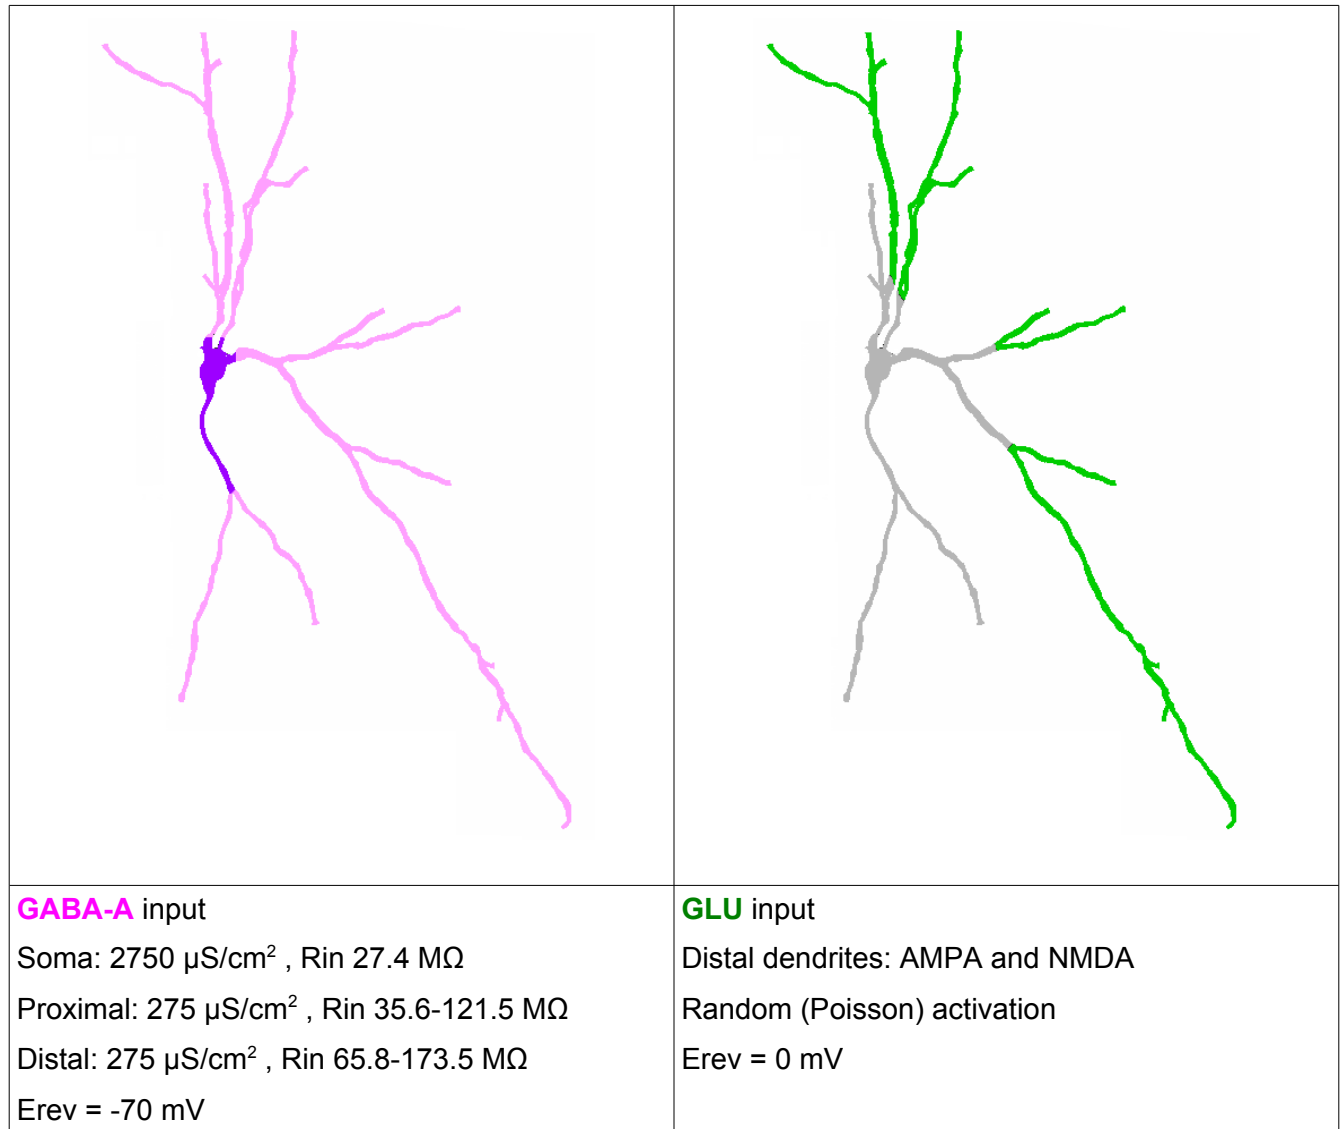 GABA-A input
Soma: 2750 µS/cm² , Rin 27.4 MΩ
Proximal: 275 µS/cm² , Rin 35.6-121.5 MΩ
Distal: 275 µS/cm² , Rin 65.8-173.5 MΩ
Erev = -70 mV
GLU input
Distal dendrites: AMPA and NMDA
Random (Poisson) activation
Erev = 0 mV